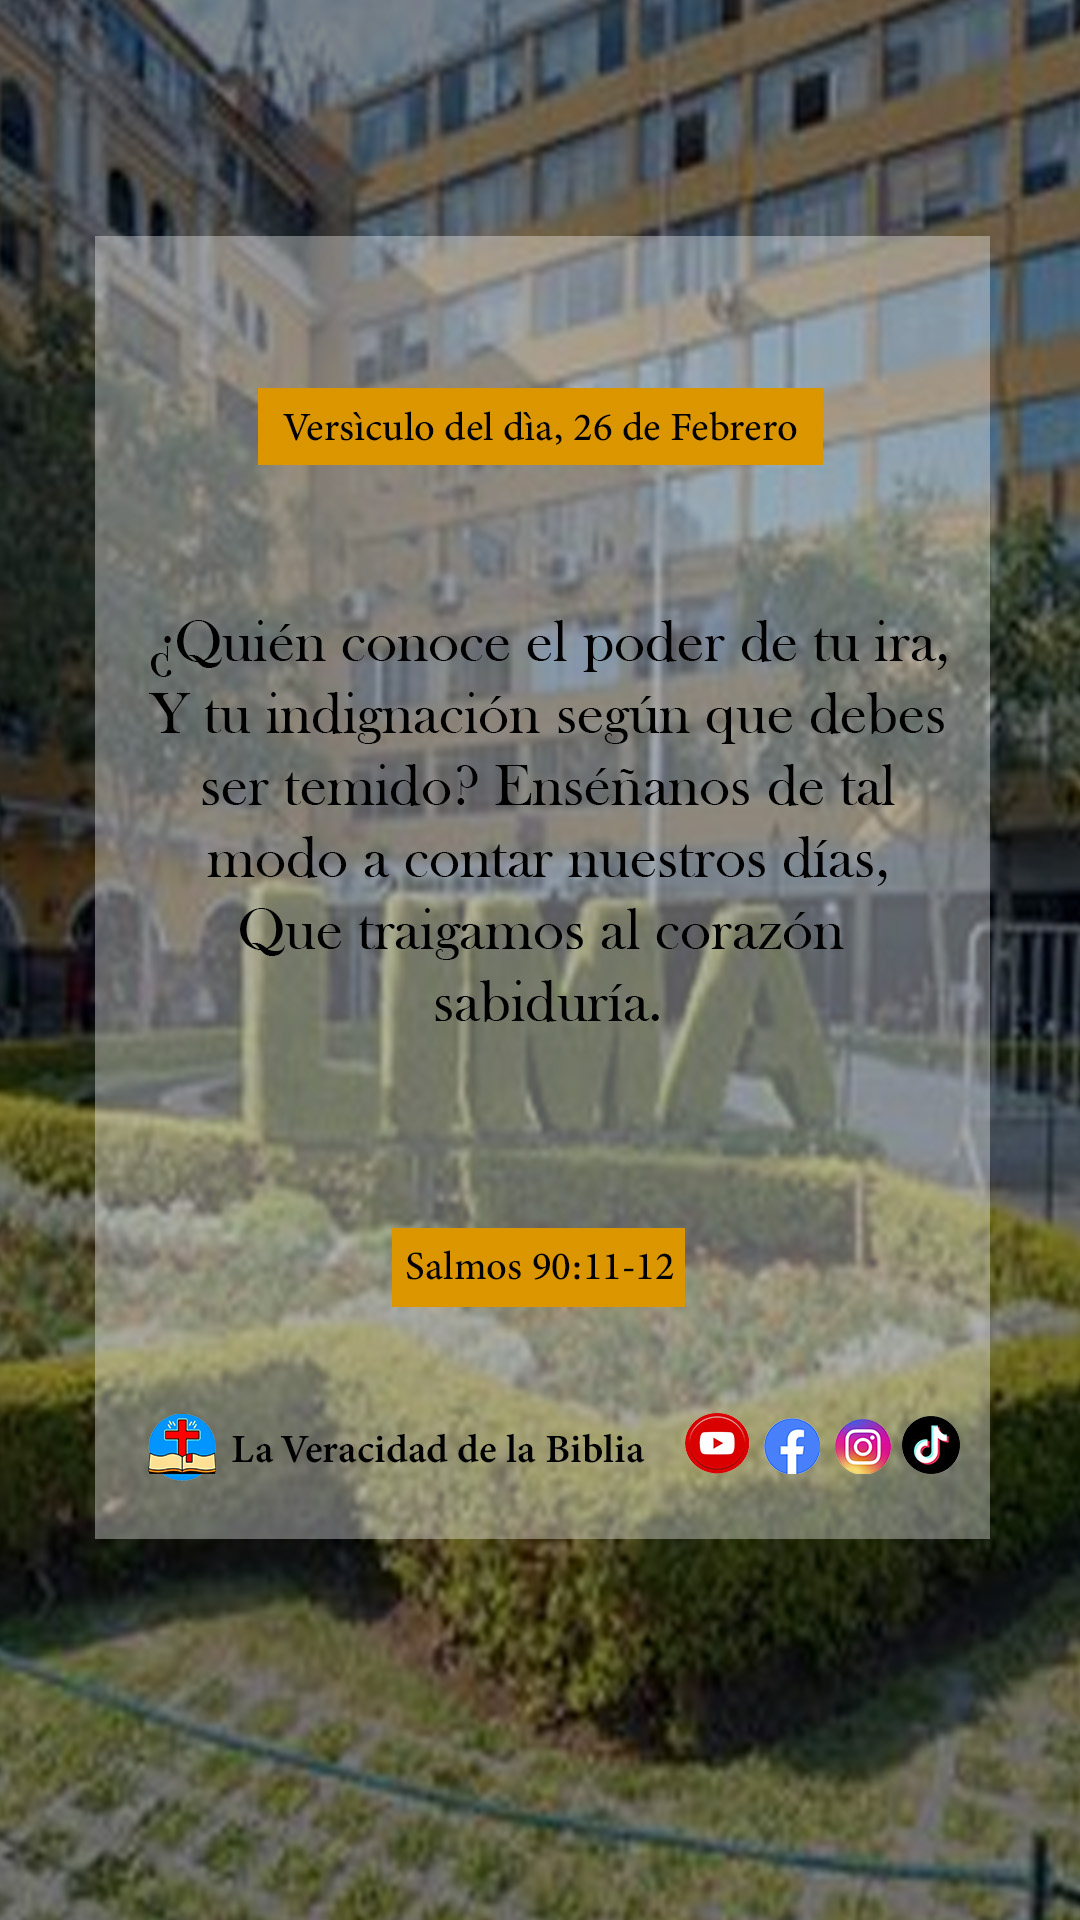 Versìculo del dìa, 26 de Febrero
¿Quién conoce el poder de tu ira,
Y tu indignación según que debes
ser temido? Enséñanos de tal
modo a contar nuestros días,
Que traigamos al corazón
sabiduría.
LIMA
Salmos 90:11-12
La Veracidad de la Biblia